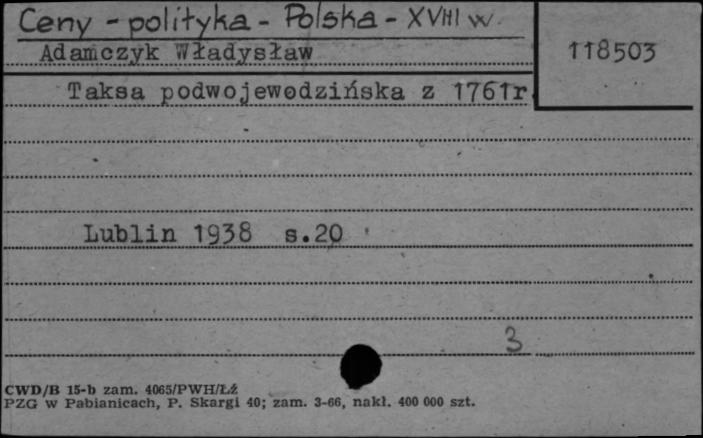 Ceny - polityka - Polska - XVIII w.
Adamczyk Władysław
118503
Taksa podwojewodzińska z 1761r.
Lublin 1938 s.20
3
CWD/B 15-b zam. 4065/PWH/Łź
PZG w Pabianicach, P. Skargi 40; zam. 3-66, nakł. 400 000 szt.